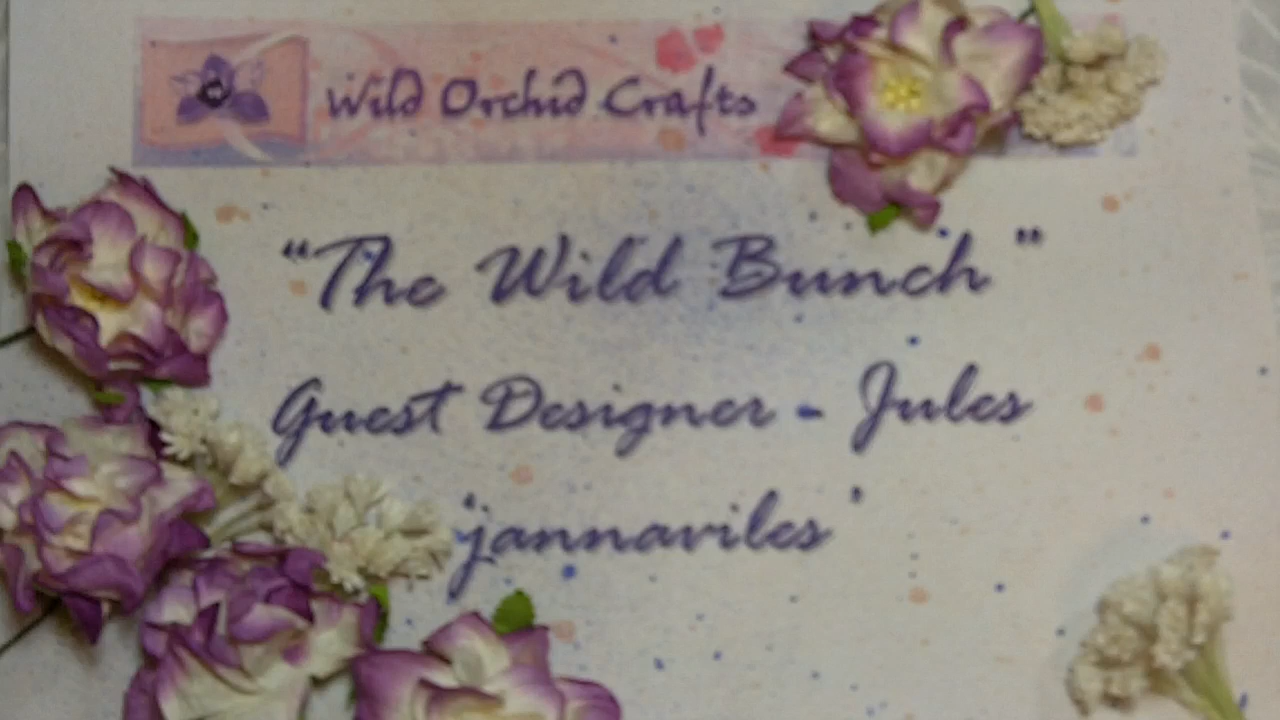 Wild Orchid Crafts
"The Wild Bunch"
Guest Designer - Jules
'jannaviles'